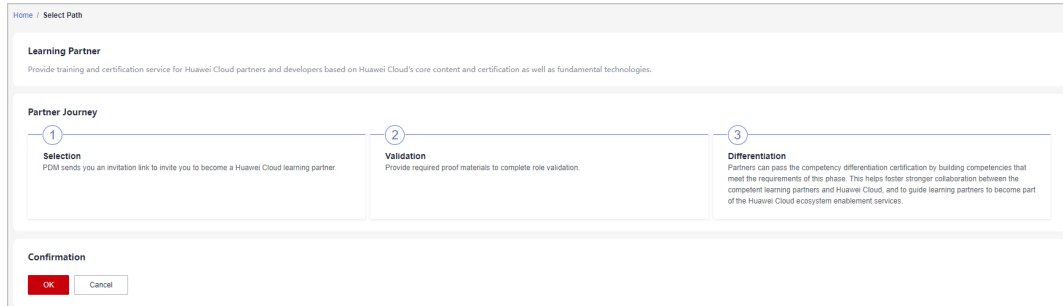 Home / Select Path
Learning Partner
Provide training and certification service for Huawei Cloud partners and developers based on Huawei Cloud's core content and certification as well as fundamental technologies.
Partner Journey
1
Selection
PDM sends you an invitation link to invite you to become a Huawei Cloud learning partner.
2
Validation
Provide required proof materials to complete role validation.
3
Differentiation
Partners can pass the competency differentiation certification by building competencies that
meet the requirements of this phase. This helps foster stronger collaboration between the
competent learning partners and Huawei Cloud, and to guide learning partners to become part
of the Huawei Cloud ecosystem enablement services.
Confirmation
OK Cancel